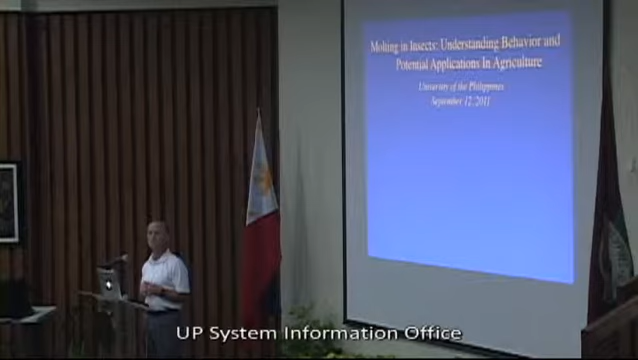 Molting in Insects: Understanding Behavior and
Potential Applications In Agriculture
University of the Philippines
September 12, 2011
UP System Information Office